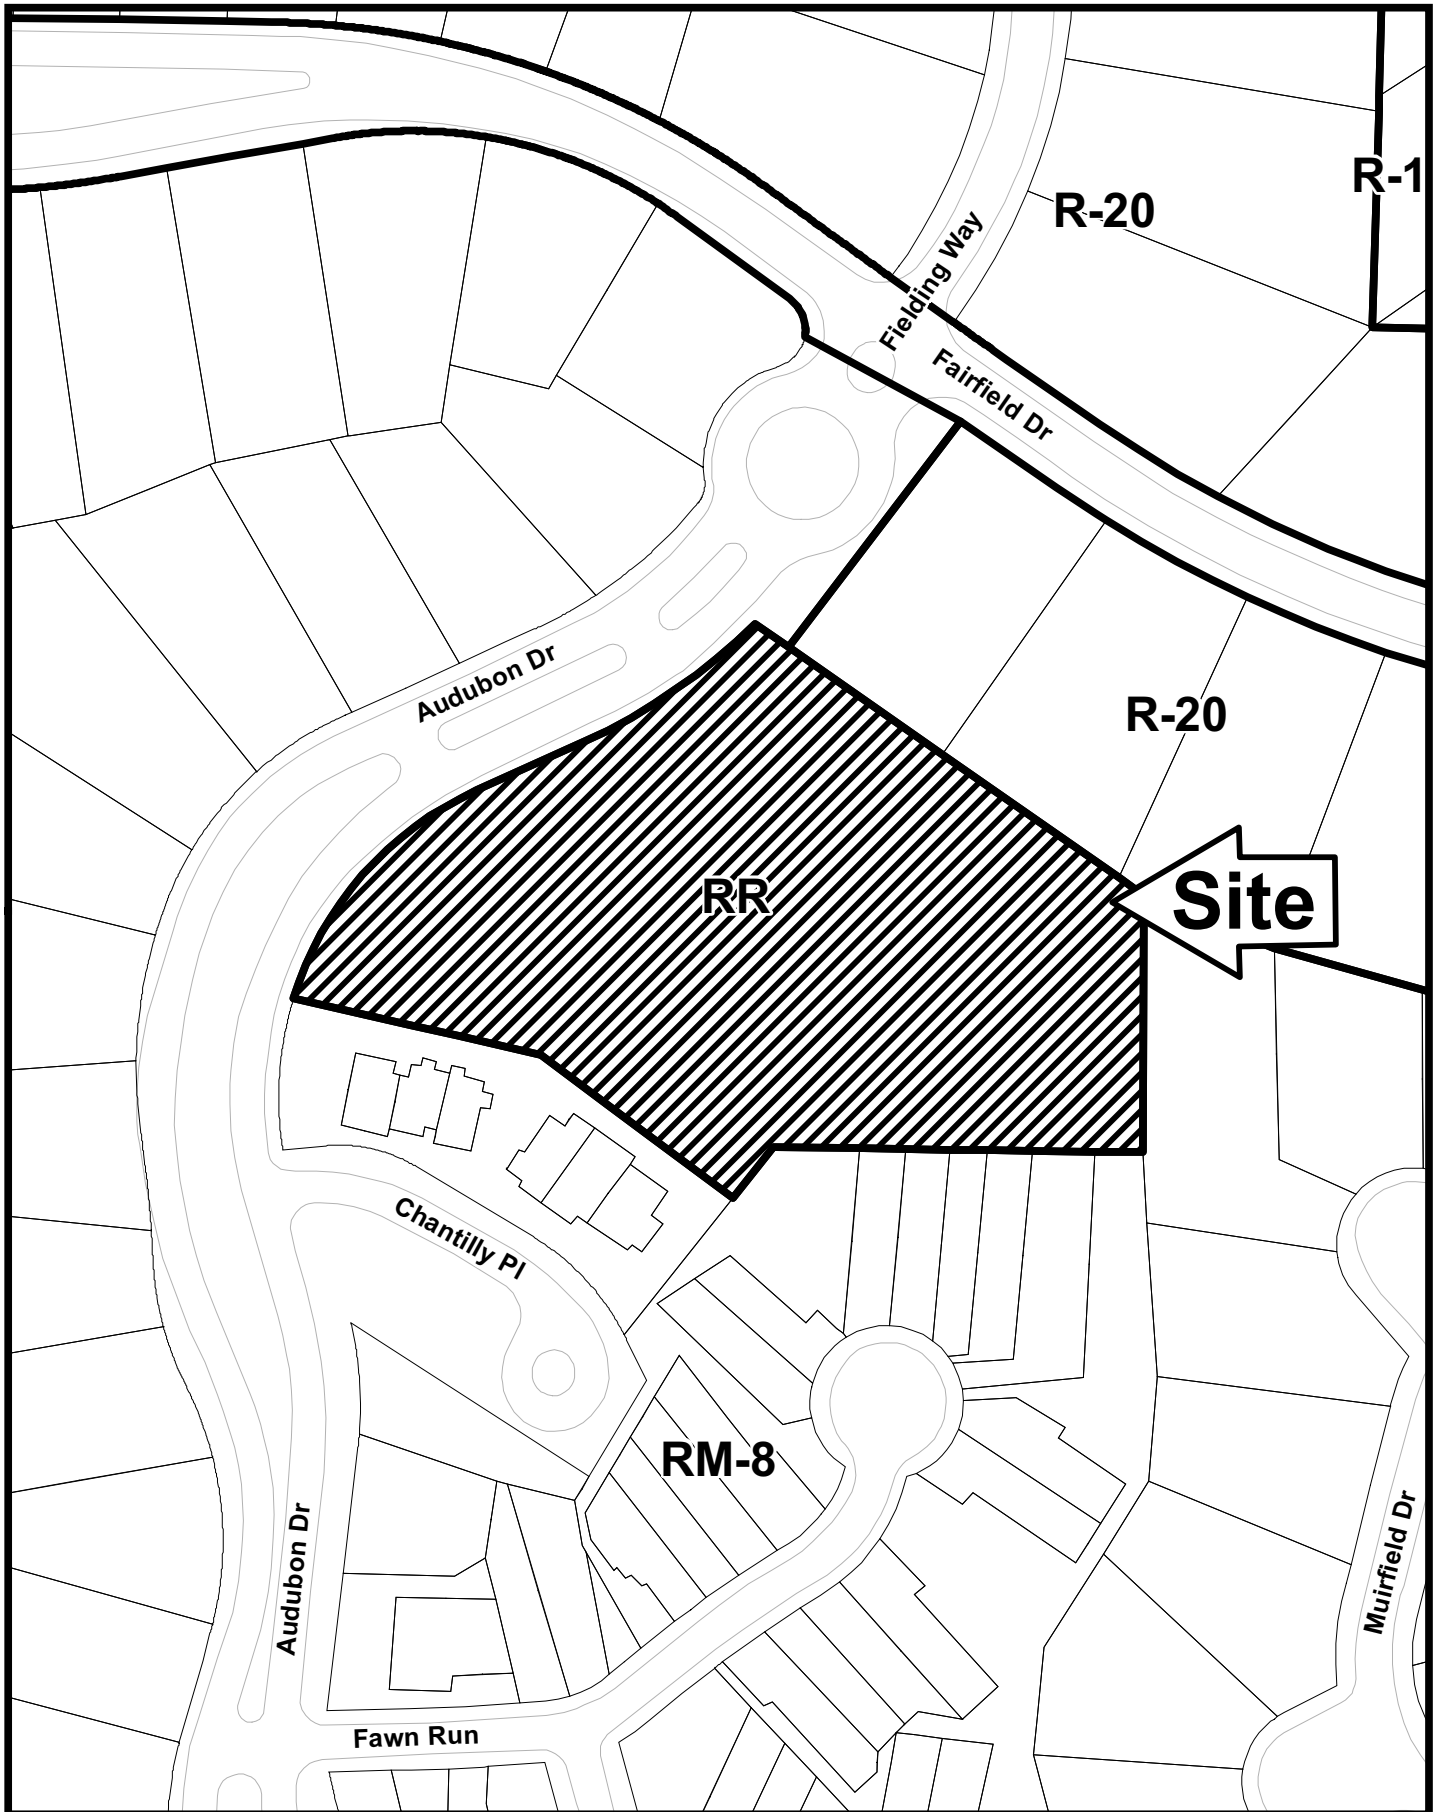 R-1
R-20
Fielding Way
Fairfield Dr
Audubon Dr
R-20
RR
Site
Chantilly Pl
RM-8
Audubon Dr
Muirfield Dr
Fawn Run